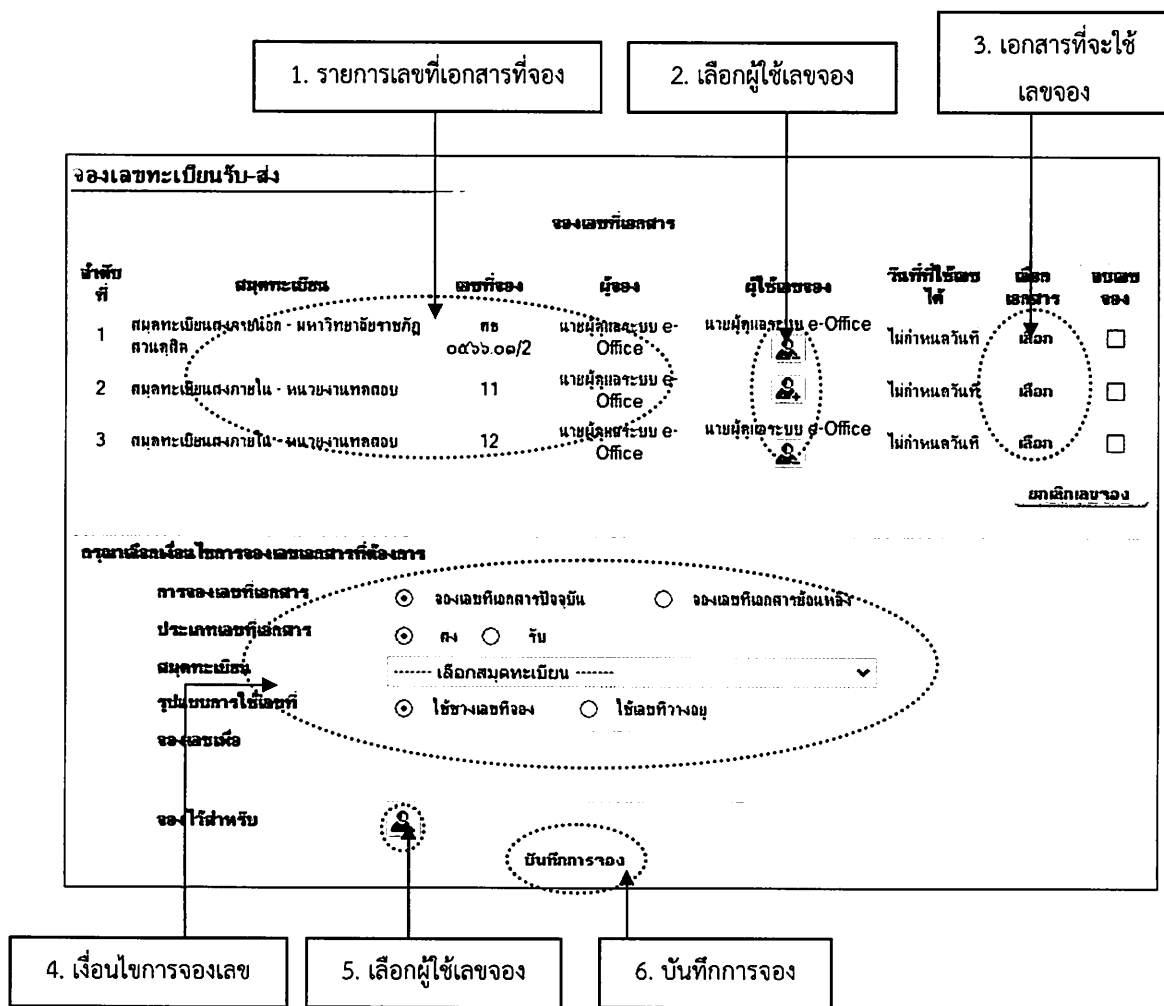 1. รายการเลขที่เอกสารที่จอง
2. เลือกผู้ใช้เลขจอง
3. เอกสารที่จะใช้
เลขจอง
จองเลขทะเบียนรับ-ส่ง
จองเลขที่เอกสาร
ลำดับ
ที่
สมุดทะเบียน
เลขที่จอง
ผู้จอง
ผู้ใช้เลขจอง
วันที่ที่ใช้เลข
ได้
เลือก
เอกสาร
ลบเลข
จอง
1 สมุดทะเบียนส่งภายนอก - มหาวิทยาลัยราชภัฏ
สวนดุสิต
ศธ
๐๕๖๖.๐๑/2
นายผู้ดูแลระบบ e-
Office
นายผู้ดูแลระบบ e-Office
ไม่กำหนดวันที่
เลือก
2 สมุดทะเบียนส่งภายใน - หน่วยงานทดสอบ
11
นายผู้ดูแลระบบ e-
Office
ไม่กำหนดวันที่
เลือก
3 สมุดทะเบียนส่งภายใน - หน่วยงานทดสอบ
12
นายผู้ดูแลระบบ e-
Office
นายผู้ดูแลระบบ e-Office
ไม่กำหนดวันที่
เลือก
ยกเลิกเลขจอง
กรุณาเลือกเงื่อนไขการจองเลขเอกสารที่ต้องการ
การจองเลขที่เอกสาร จองเลขที่เอกสารปัจจุบัน จองเลขที่เอกสารย้อนหลัง
ประเภทเลขที่เอกสาร ส่ง รับ
สมุดทะเบียน ------ เลือกสมุดทะเบียน ------
รูปแบบการใช้เลขที่ ใช้ช่วงเลขที่จอง ใช้เลขที่ว่างอยู่
จองเลขเพื่อ
จองไว้สำหรับ
บันทึกการจอง
4. เงื่อนไขการจองเลข
5. เลือกผู้ใช้เลขจอง
6. บันทึกการจอง